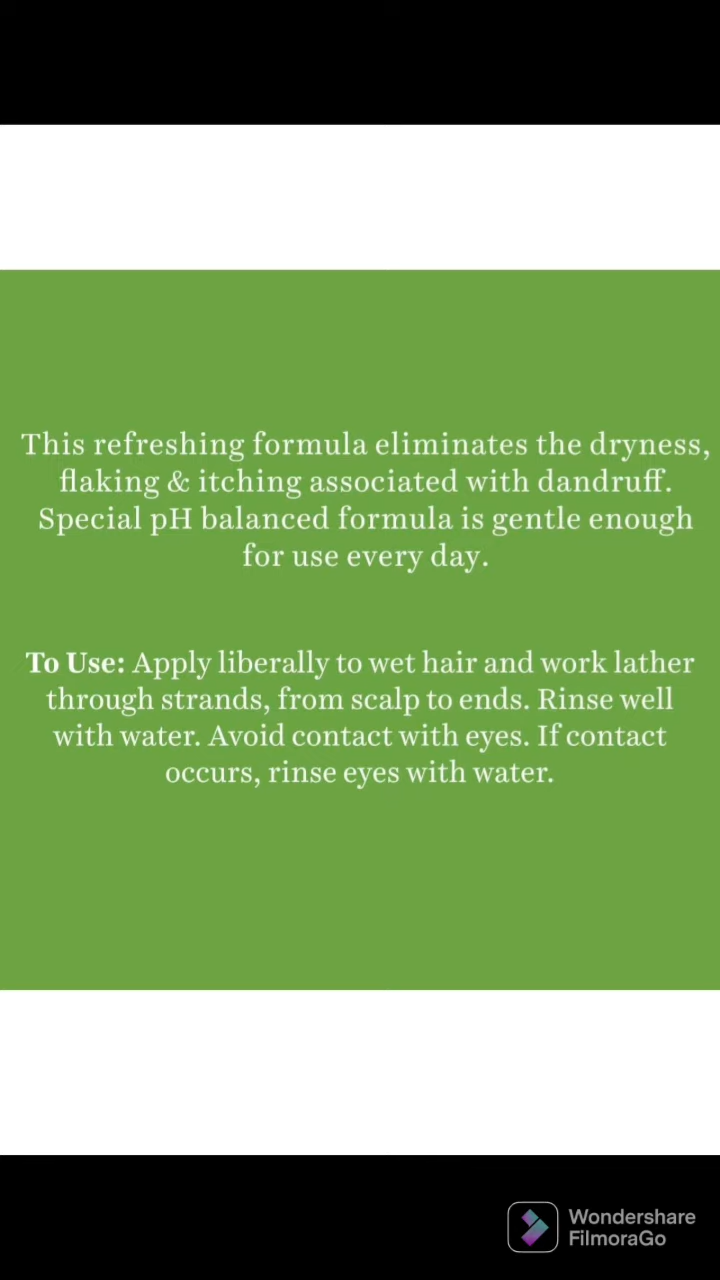 This refreshing formula eliminates the dryness,
flaking & itching associated with dandruff.
Special pH balanced formula is gentle enough
for use every day.
To Use: Apply liberally to wet hair and work lather
through strands, from scalp to ends. Rinse well
with water. Avoid contact with eyes. If contact
occurs, rinse eyes with water.
Wondershare
FilmoraGo